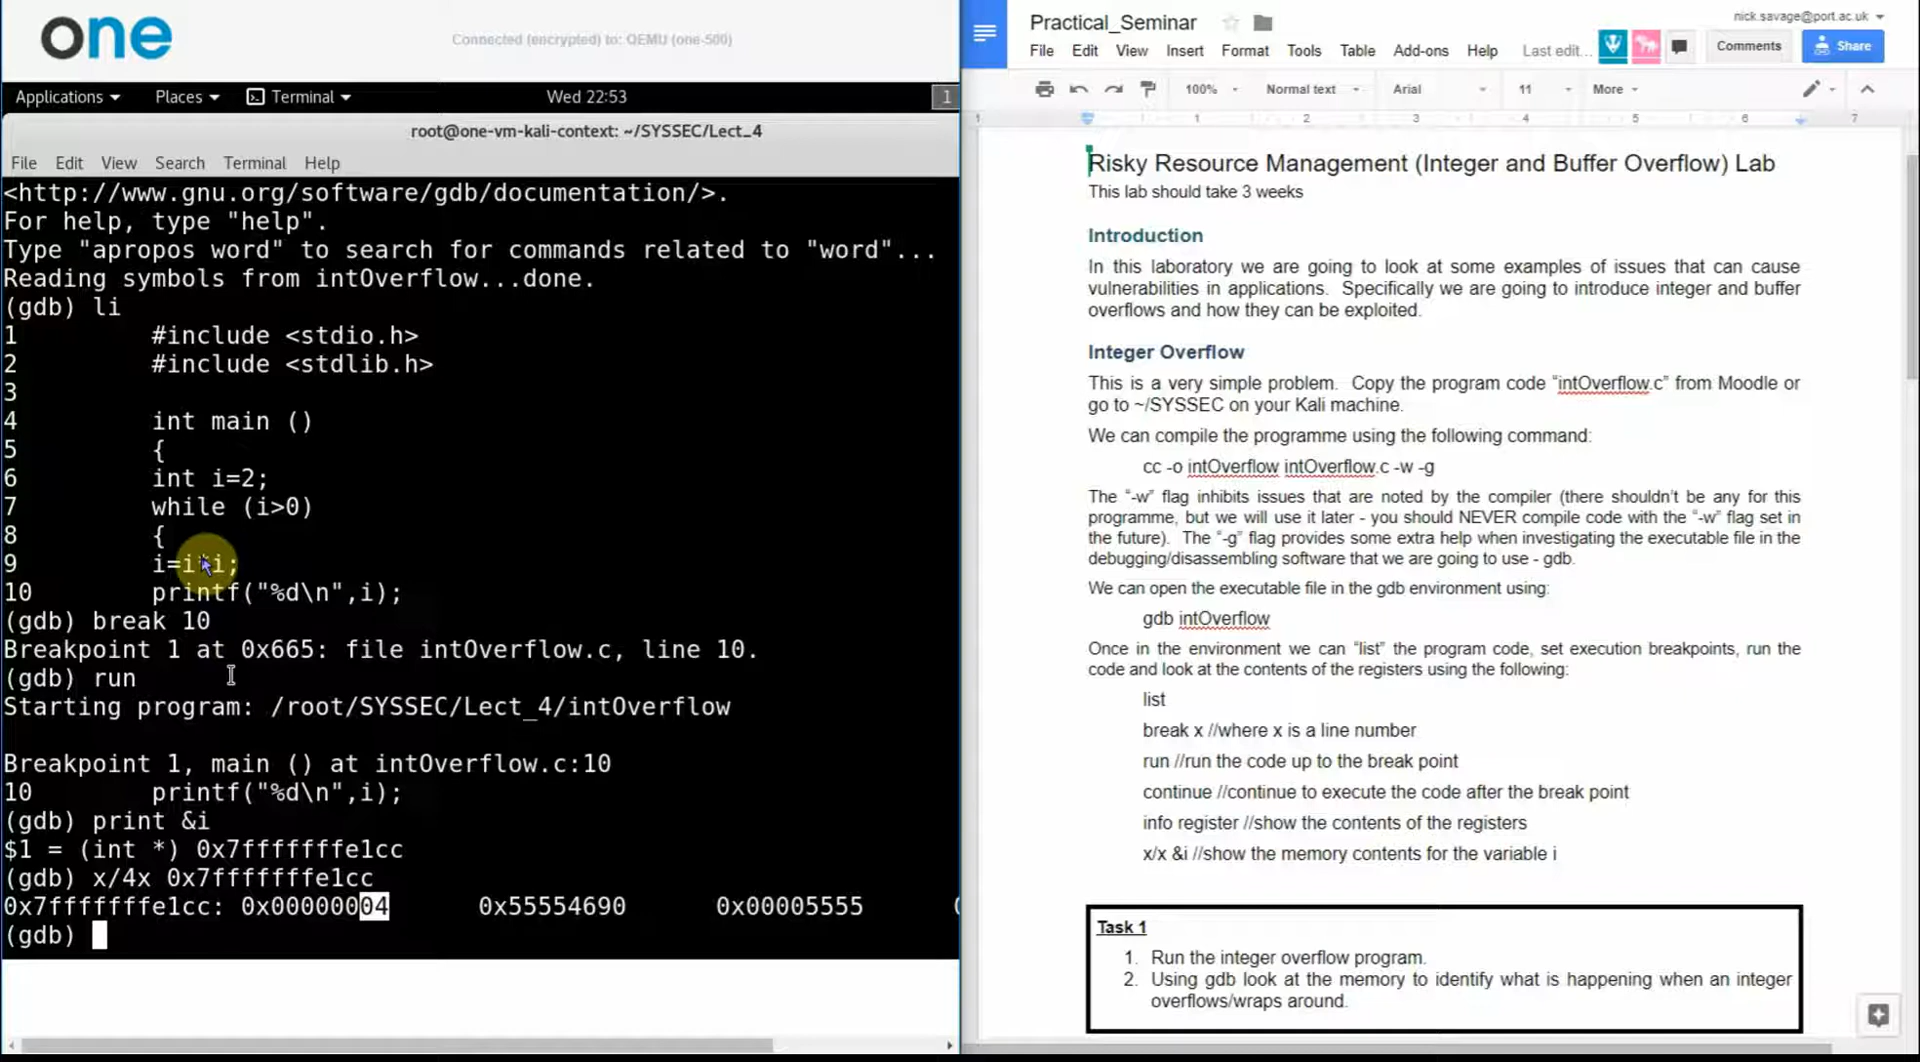 one
Connected (encrypted) to: QEMU (one-500)
Applications Places Terminal Wed 22:53 1
root@one-vm-kali-context: ~/SYSSEC/Lect_4
File Edit View Search Terminal Help
<http://www.gnu.org/software/gdb/documentation/>.
For help, type "help".
Type "apropos word" to search for commands related to "word"...
Reading symbols from intOverflow...done.
(gdb) li
1 #include <stdio.h>
2 #include <stdlib.h>
3
4 int main ()
5 {
6 int i=2;
7 while (i>0)
8 {
9 i=i*i;
10 printf("%d\n",i);
(gdb) break 10
Breakpoint 1 at 0x665: file intOverflow.c, line 10.
(gdb) run
Starting program: /root/SYSSEC/Lect_4/intOverflow
Breakpoint 1, main () at intOverflow.c:10
10 printf("%d\n",i);
(gdb) print &i
$1 = (int *) 0x7fffffffe1cc
(gdb) x/4x 0x7fffffffe1cc
0x7fffffffe1cc: 0x00000004 0x55554690 0x00005555
(gdb)
Practical_Seminar
nick.savage@port.ac.uk
File Edit View Insert Format Tools Table Add-ons Help Last edit... Comments Share
100% Normal text Arial 11 More
1 1 2 3 4 5 6 7
Risky Resource Management (Integer and Buffer Overflow) Lab
This lab should take 3 weeks
Introduction
In this laboratory we are going to look at some examples of issues that can cause
vulnerabilities in applications. Specifically we are going to introduce integer and buffer
overflows and how they can be exploited.
Integer Overflow
This is a very simple problem. Copy the program code “intOverflow.c” from Moodle or
go to ~/SYSSEC on your Kali machine.
We can compile the programme using the following command:
cc -o intOverflow intOverflow.c -w -g
The “-w” flag inhibits issues that are noted by the compiler (there shouldn’t be any for this
programme, but we will use it later - you should NEVER compile code with the “-w” flag set in
the future). The “-g” flag provides some extra help when investigating the executable file in the
debugging/disassembling software that we are going to use - gdb.
We can open the executable file in the gdb environment using:
gdb intOverflow
Once in the environment we can “list” the program code, set execution breakpoints, run the
code and look at the contents of the registers using the following:
list
break x //where x is a line number
run //run the code up to the break point
continue //continue to execute the code after the break point
info register //show the contents of the registers
x/x &i //show the memory contents for the variable i
Task 1
1. Run the integer overflow program.
2. Using gdb look at the memory to identify what is happening when an integer
overflows/wraps around.